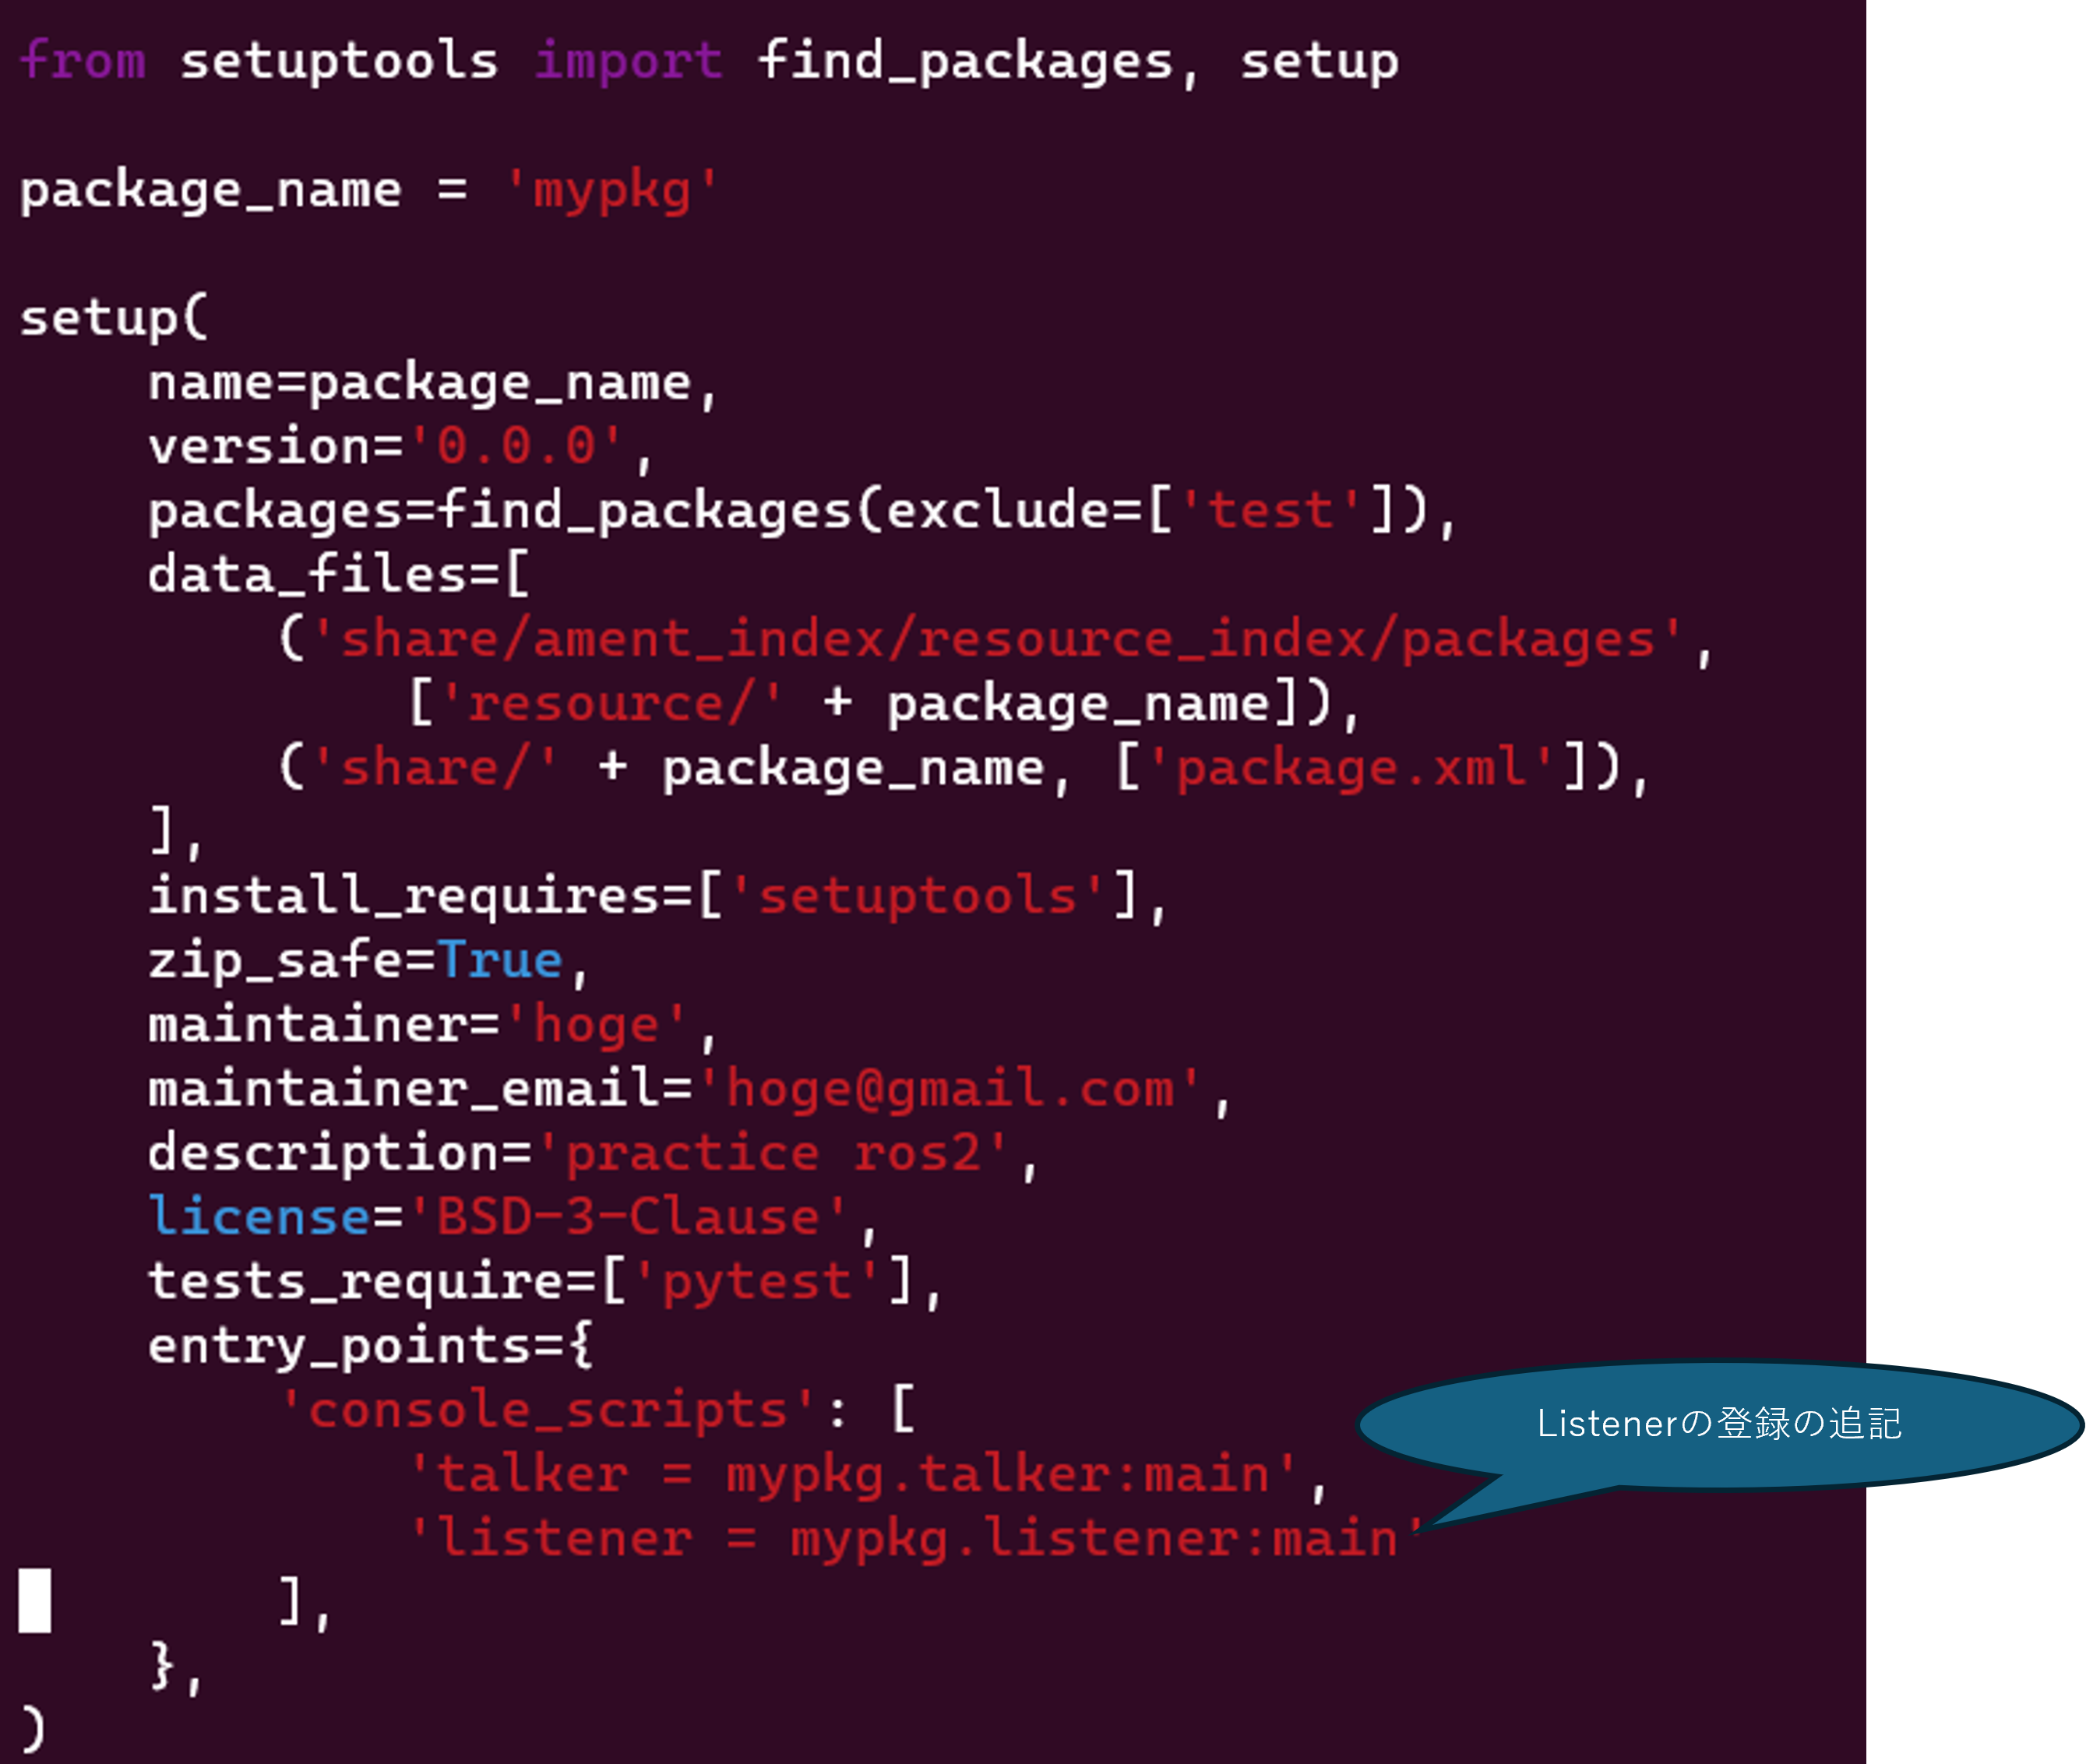 from setuptools import find_packages, setup
package_name = 'mypkg'
setup(
    name=package_name,
    version='0.0.0',
    packages=find_packages(exclude=['test']),
    data_files=[
        ('share/ament_index/resource_index/packages',
            ['resource/' + package_name]),
        ('share/' + package_name, ['package.xml']),
    ],
    install_requires=['setuptools'],
    zip_safe=True,
    maintainer='hoge',
    maintainer_email='hoge@gmail.com',
    description='practice ros2',
    license='BSD-3-Clause',
    tests_require=['pytest'],
    entry_points={
        'console_scripts': [
            'talker = mypkg.talker:main',
            'listener = mypkg.listener:main'
        ],
    },
)
Listenerの登録の追記